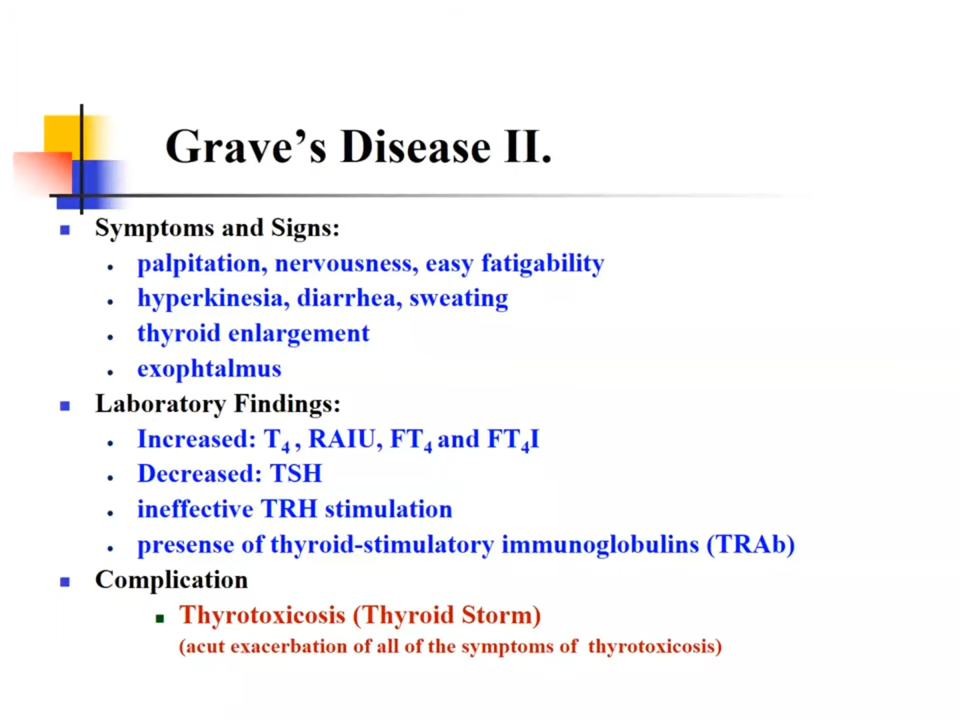 Grave’s Disease II.
Symptoms and Signs:
palpitation, nervousness, easy fatigability
hyperkinesia, diarrhea, sweating
thyroid enlargement
exophtalmus
Laboratory Findings:
Increased: T4 , RAIU, FT4 and FT4I
Decreased: TSH
ineffective TRH stimulation
presense of thyroid-stimulatory immunoglobulins (TRAb)
Complication
Thyrotoxicosis (Thyroid Storm)
(acut exacerbation of all of the symptoms of thyrotoxicosis)